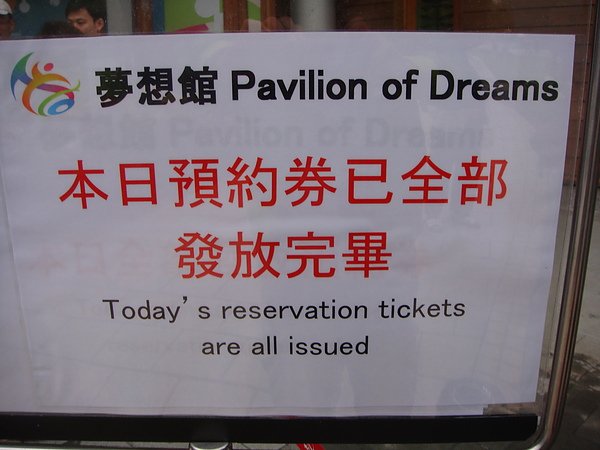 夢想館 Pavilion of Dreams
本日預約券已全部
發放完畢
Today's reservation tickets
are all issued